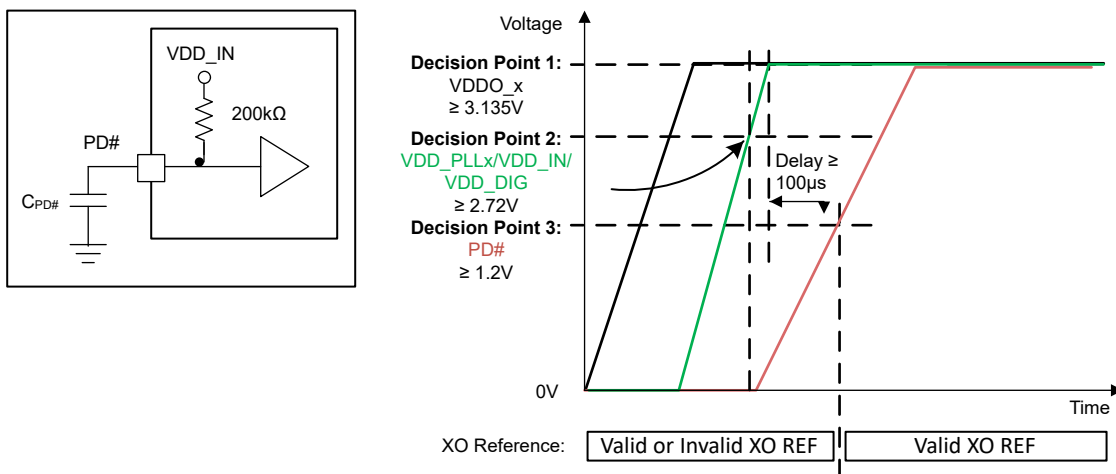 VDD_IN
200kΩ
PD#
CPD#
Voltage
Decision Point 1:
VDDO_x
≥ 3.135V
Decision Point 2:
VDD_PLLx/VDD_IN/
VDD_DIG
≥ 2.72V
Decision Point 3:
PD#
≥ 1.2V
Delay ≥
100µs
0V
Time
XO Reference:
Valid or Invalid XO REF
Valid XO REF